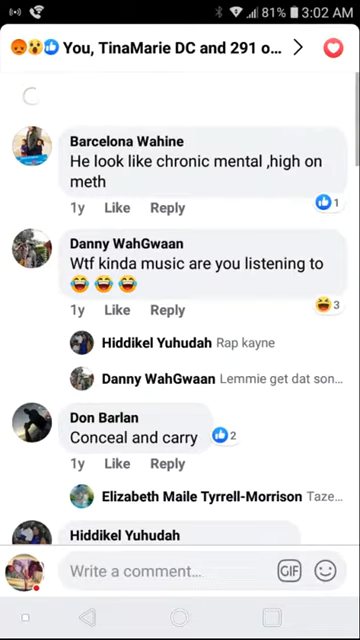 81% 3:02 AM
You, TinaMarie DC and 291 o...
Barcelona Wahine
He look like chronic mental ,high on
meth
1y Like Reply 1
Danny WahGwaan
Wtf kinda music are you listening to
😂 😂 😂
1y Like Reply 3
Hiddikel Yuhudah Rap kayne
Danny WahGwaan Lemmie get dat son...
Don Barlan
Conceal and carry 2
1y Like Reply
Elizabeth Maile Tyrrell-Morrison Taze...
Hiddikel Yuhudah
Write a comment... GIF